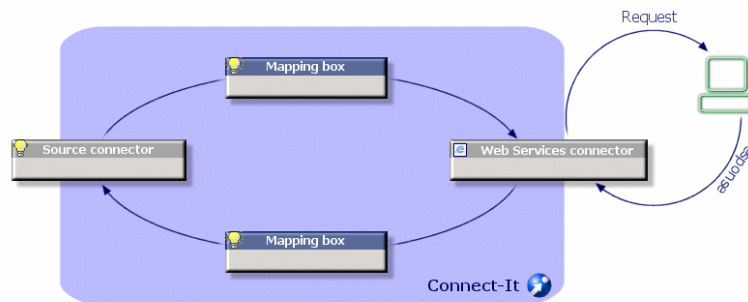 Request
Mapping box
Source connector
Web Services connector
Response
Mapping box
Connect-It